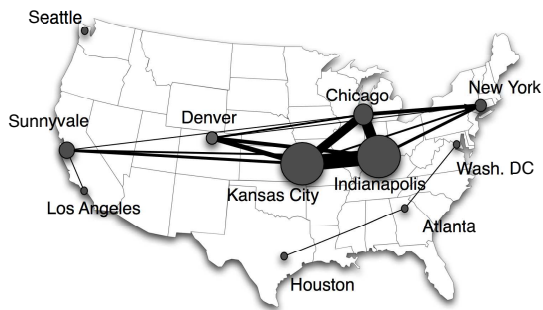 Seattle
Chicago
New York
Denver
Sunnyvale
Wash. DC
Indianapolis
Kansas City
Los Angeles
Atlanta
Houston